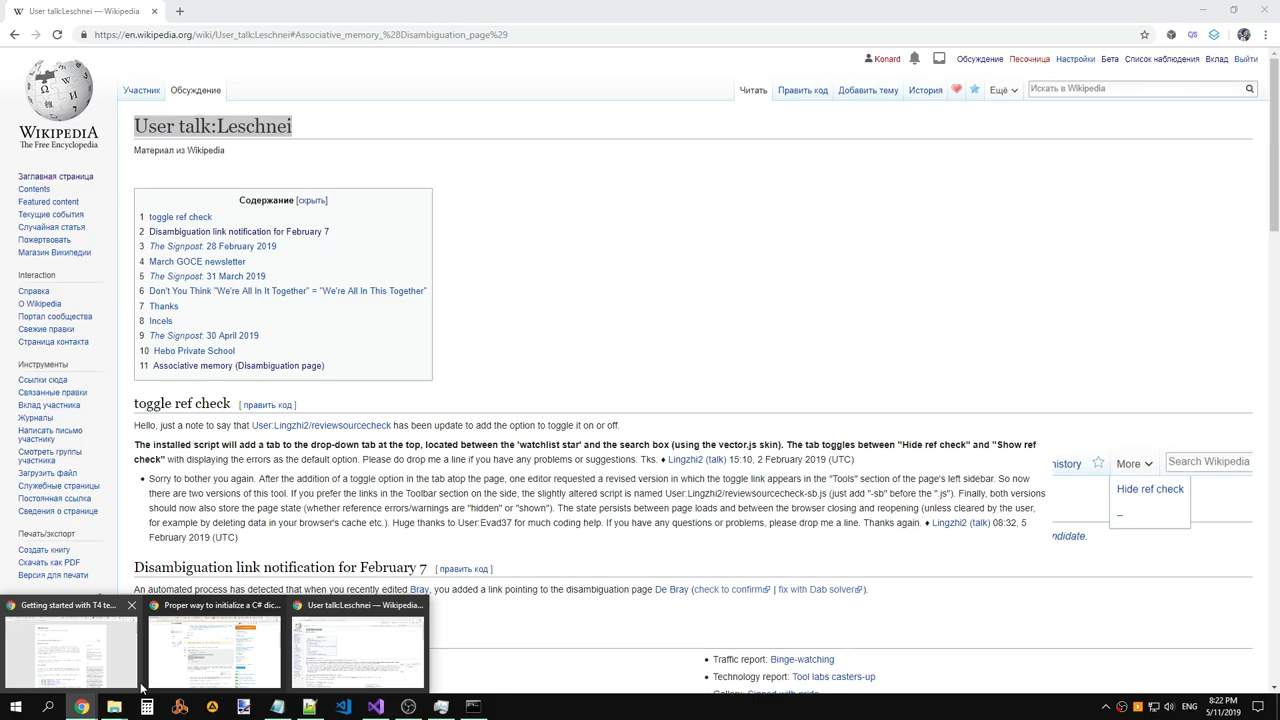 User talk:Leschnei — Wikipedia
https://en.wikipedia.org/wiki/User_talk:Leschnei#Associative_memory_%28Disambiguation_page%29
Konard Обсуждение Песочница Настройки Бета Список наблюдения Вклад Выйти
Участник Обсуждение Читать Править код Добавить тему История Ещё Искать в Wikipedia
WIKIPEDIA
The Free Encyclopedia
Заглавная страница
Contents
Featured content
Текущие события
Случайная статья
Пожертвовать
Магазин Википедии
Interaction
Справка
О Wikipedia
Портал сообщества
Свежие правки
Страница контакта
Инструменты
Ссылки сюда
Связанные правки
Вклад участника
Журналы
Написать письмо
участнику
Смотреть группы
участника
Загрузить файл
Служебные страницы
Постоянная ссылка
Сведения о странице
Печать/экспорт
Создать книгу
Скачать как PDF
Версия для печати
User talk:Leschnei
Материал из Wikipedia
Содержание [скрыть]
1 toggle ref check
2 Disambiguation link notification for February 7
3 The Signpost: 28 February 2019
4 March GOCE newsletter
5 The Signpost: 31 March 2019
6 Don't You Think "We're All In It Together" = "We're All In This Together"
7 Thanks
8 Incels
9 The Signpost: 30 April 2019
10 Hebo Private School
11 Associative memory (Disambiguation page)
toggle ref check [ править код ]
Hello, just a note to say that User:Lingzhi2/reviewsourcecheck has been update to add the option to toggle it on or off.
The installed script will add a tab to the drop-down tab at the top, located between the 'watchlist star' and the search box (using the vector.js skin). The tab toggles between "Hide ref check" and "Show ref
check" with displaying the errors as the default option. Please do drop me a line if you have any problems or suggestions. Tks. ♦ Lingzhi2 (talk) 15:10, 2 February 2019 (UTC)
• Sorry to bother you again. After the addition of a toggle option in the tab atop the page, one editor requested a revised version in which the toggle link appears in the "Tools" section of the page's left sidebar. So now
there are two versions of this tool. If you prefer the links in the Toolbar section on the left side, the slightly altered script is named User:Lingzhi2/reviewsourcecheck-sb.js (just add "-sb" before the ".js"). Finally, both versions
should now also store the page state (whether reference errors/warnings are "hidden" or "shown"). The state persists between page loads and between the browser closing and reopening (unless cleared by the user,
for example by deleting data in your browser's cache etc.). Huge thanks to User:Evad37 for much coding help. If you have any questions or problems, please drop me a line. Thanks again. ♦ Lingzhi2 (talk) 08:32, 5
February 2019 (UTC)
history More Search Wikipedia
Hide ref check
–
ndidate.
Disambiguation link notification for February 7 [ править код ]
An automated process has detected that when you recently edited Bray, you added a link pointing to the disambiguation page De Bray (check to confirm | fix with Dab solver).
• Traffic report: Binge-watching
• Technology report: Tool labs casters-up
Getting started with T4 te...
Proper way to initialize a C# dic...
User talk:Leschnei — Wikipedia...
ENG
8:22 PM
5/11/2019